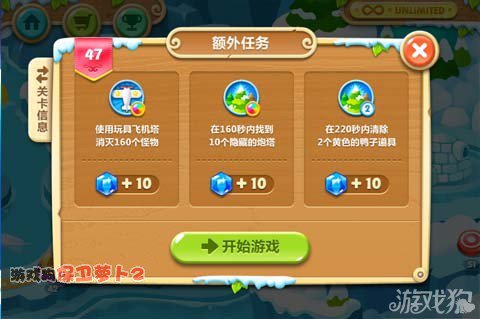 UNLIMITED
47
额外任务
关卡信息
使用玩具飞机塔
消灭160个怪物
+10
在160秒内找到
10个隐藏的炮塔
+10
2
在220秒内清除
2个黄色的鸭子道具
+10
开始游戏
游戏狗保卫萝卜2
51
游戏狗